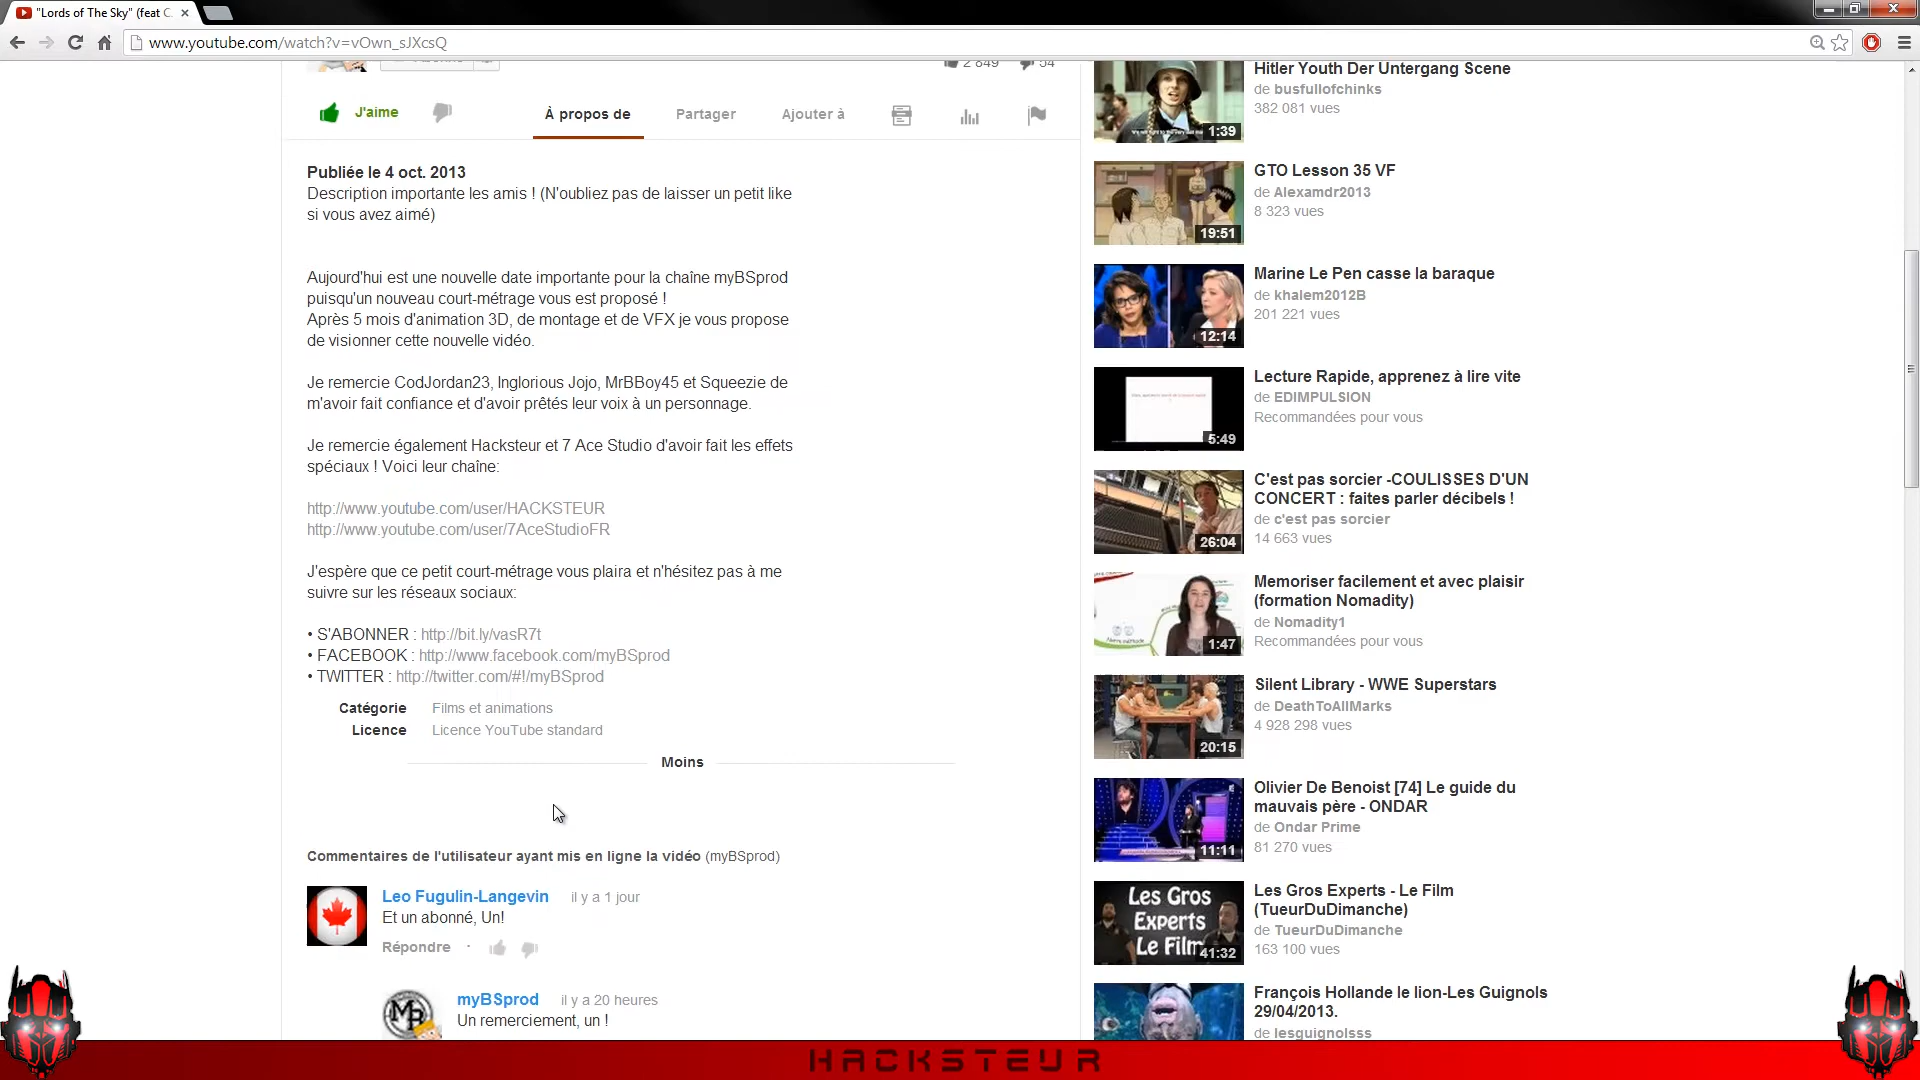 "Lords of The Sky" (feat C
www.youtube.com/watch?v=vOwn_sJXcsQ
2 849
54
J'aime
À propos de
Partager
Ajouter à
Publiée le 4 oct. 2013
Description importante les amis ! (N'oubliez pas de laisser un petit like
si vous avez aimé)
Aujourd'hui est une nouvelle date importante pour la chaîne myBSprod
puisqu'un nouveau court-métrage vous est proposé !
Après 5 mois d'animation 3D, de montage et de VFX je vous propose
de visionner cette nouvelle vidéo.
Je remercie CodJordan23, Inglorious Jojo, MrBBoy45 et Squeezie de
m'avoir fait confiance et d'avoir prêtés leur voix à un personnage.
Je remercie également Hacksteur et 7 Ace Studio d'avoir fait les effets
spéciaux ! Voici leur chaîne:
http://www.youtube.com/user/HACKSTEUR
http://www.youtube.com/user/7AceStudioFR
J'espère que ce petit court-métrage vous plaira et n'hésitez pas à me
suivre sur les réseaux sociaux:
• S'ABONNER : http://bit.ly/vasR7t
• FACEBOOK : http://www.facebook.com/myBSprod
• TWITTER : http://twitter.com/#!/myBSprod
Catégorie Films et animations
Licence Licence YouTube standard
Moins
Commentaires de l'utilisateur ayant mis en ligne la vidéo (myBSprod)
Leo Fugulin-Langevin il y a 1 jour
Et un abonné, Un!
Répondre ·
myBSprod il y a 20 heures
Un remerciement, un !
Hitler Youth Der Untergang Scene
de busfullofchinks
382 081 vues
1:39
GTO Lesson 35 VF
de Alexamdr2013
8 323 vues
19:51
Marine Le Pen casse la baraque
de khalem2012B
201 221 vues
12:14
Lecture Rapide, apprenez à lire vite
de EDIMPULSION
Recommandées pour vous
5:49
C'est pas sorcier -COULISSES D'UN
CONCERT : faites parler décibels !
de c'est pas sorcier
14 663 vues
26:04
Memoriser facilement et avec plaisir
(formation Nomadity)
de Nomadity1
Recommandées pour vous
1:47
Silent Library - WWE Superstars
de DeathToAllMarks
4 928 298 vues
20:15
Olivier De Benoist [74] Le guide du
mauvais père - ONDAR
de Ondar Prime
81 270 vues
11:11
Les Gros
Experts
Le Film
41:32
Les Gros Experts - Le Film
(TueurDuDimanche)
de TueurDuDimanche
163 100 vues
François Hollande le lion-Les Guignols
29/04/2013.
de lesguignolsss
HACKSTEUR